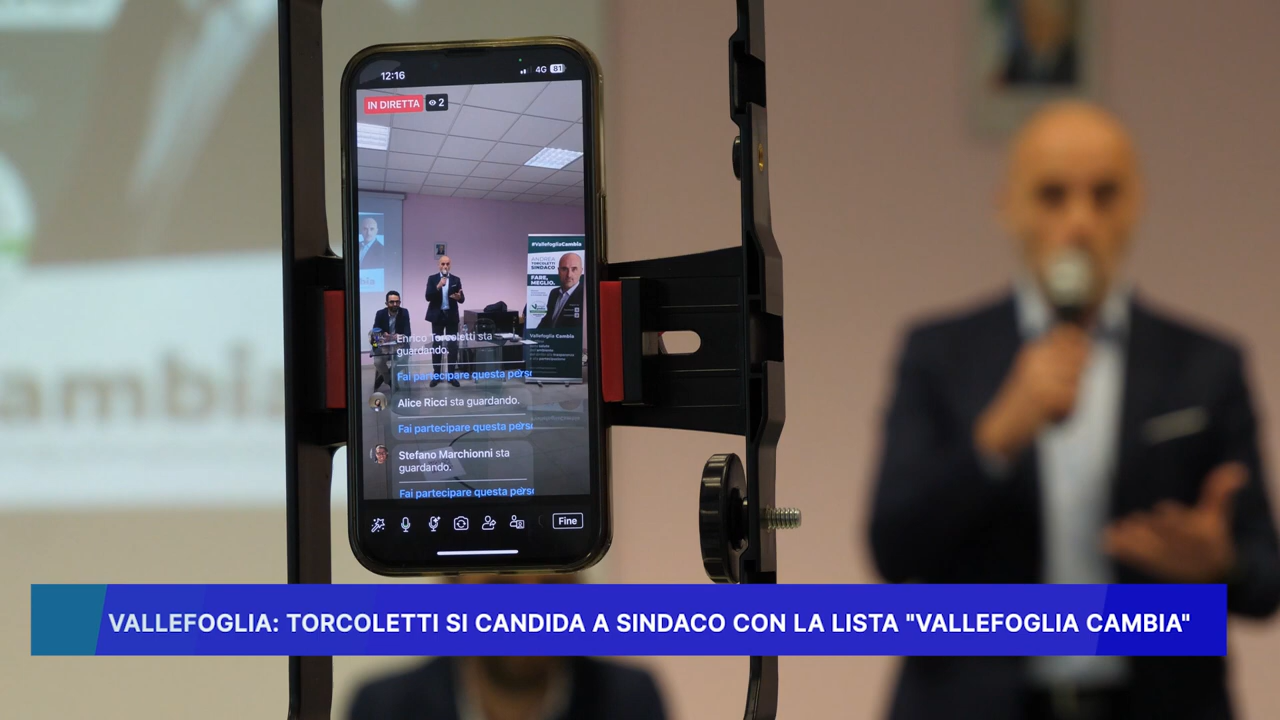 12:16
4G 81
IN DIRETTA 2
#VallefogliaCambia
ANDREA
TORCOLETTI
SINDACO
FARE,
MEGLIO.
Vallefoglia Cambia
Enrico Torcoletti sta
guardando.
Fai partecipare questa pers
Alice Ricci sta guardando.
Fai partecipare questa pers
Stefano Marchionni sta
guardando.
Fai partecipare questa pers
Fine
ambia
VALLEFOGLIA: TORCOLETTI SI CANDIDA A SINDACO CON LA LISTA "VALLEFOGLIA CAMBIA"